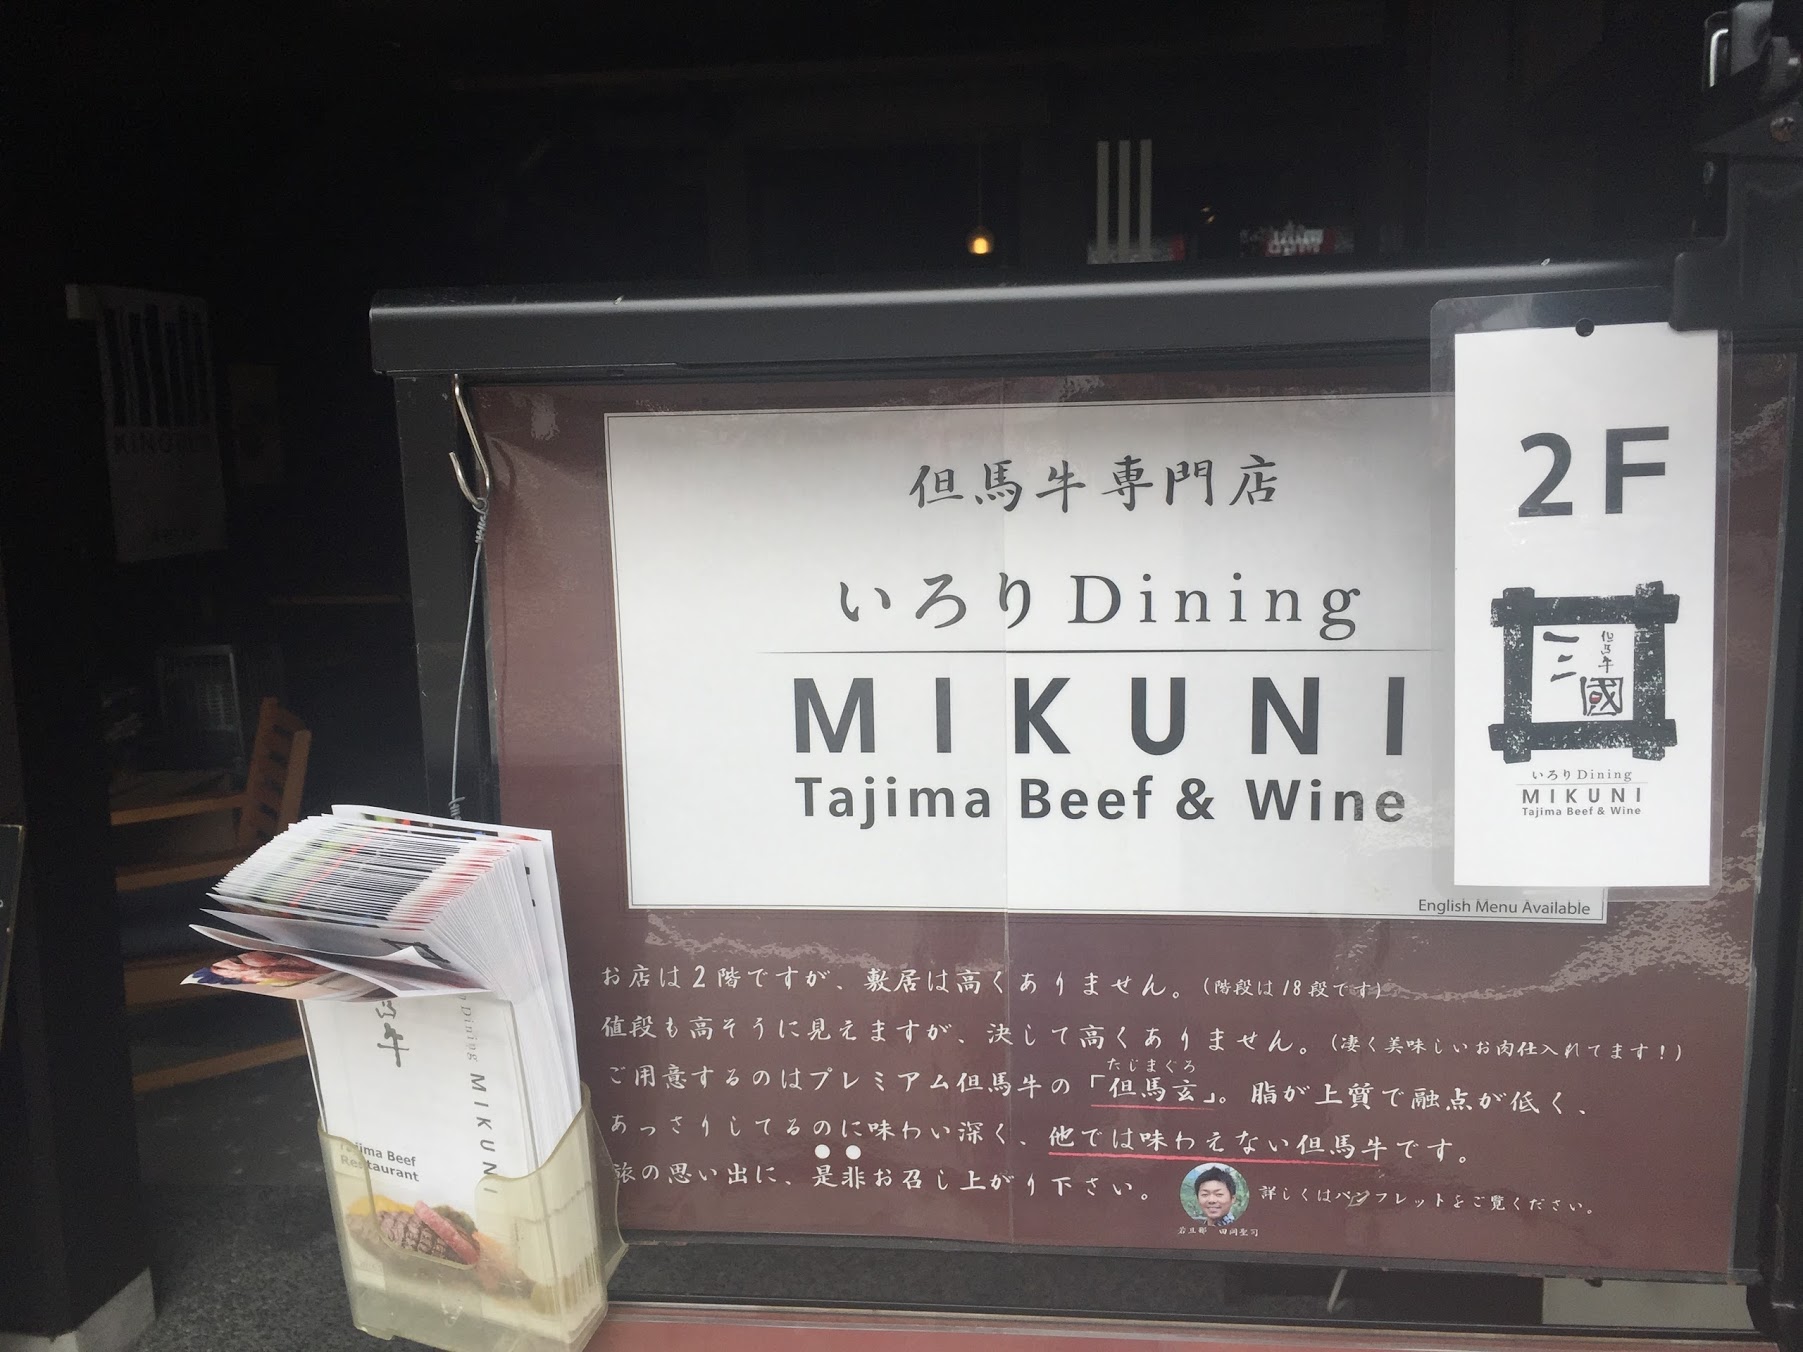 但馬牛専門店
いろりDining
MIKUNI
Tajima Beef & Wine
English Menu Available
2F
但馬牛
三國
いろりDining
MIKUNI
Tajima Beef & Wine
お店は2階ですが、敷居は高くありません。(階段は18段です)
値段も高そうに見えますが、決して高くありません。(凄く美味しいお肉仕入れてます!)
ご用意するのはプレミアム但馬牛の「但馬玄」。脂が上質で融点が低く、
たじまぐろ
あっさりしてるのに味わい深く、他では味わえない但馬牛です。
旅の思い出に、是非お召し上がり下さい。
詳しくはパンフレットをご覧ください。
若旦那 田岡聖司
馬牛
Dining MIKUNI
Tajima Beef
Restaurant